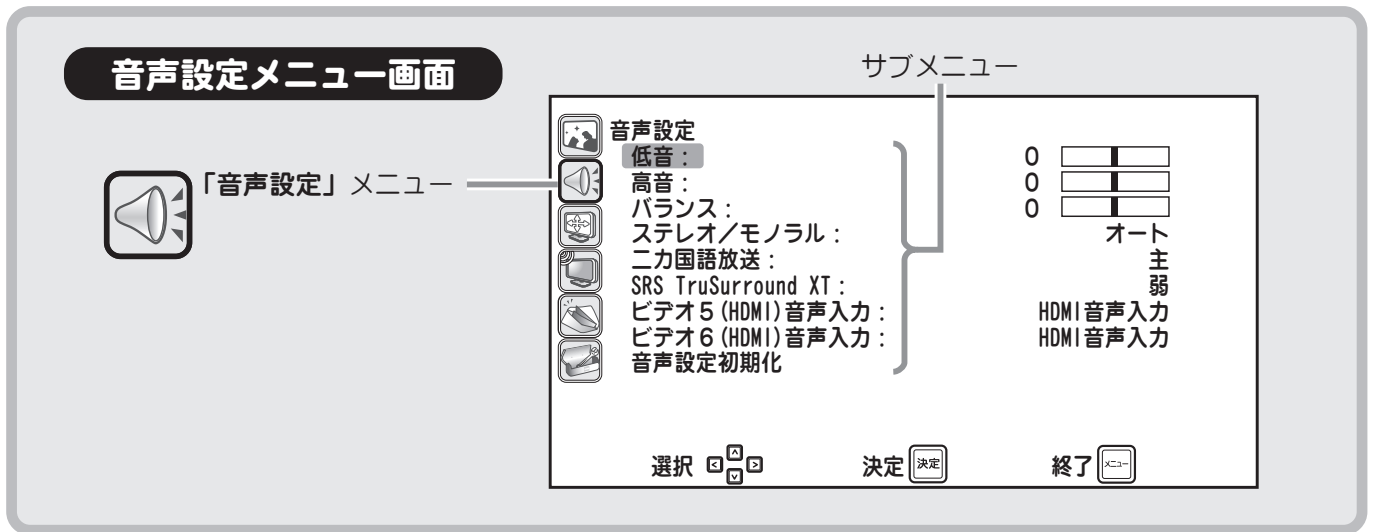 音声設定メニュー画面
サブメニュー
「音声設定」メニュー
音声設定
低音： 0
高音： 0
バランス： 0
ステレオ／モノラル： オート
二カ国語放送： 主
SRS TruSurround XT： 弱
ビデオ5(HDMI)音声入力： HDMI音声入力
ビデオ6(HDMI)音声入力： HDMI音声入力
音声設定初期化
選択 決定 決定 終了 メニュー